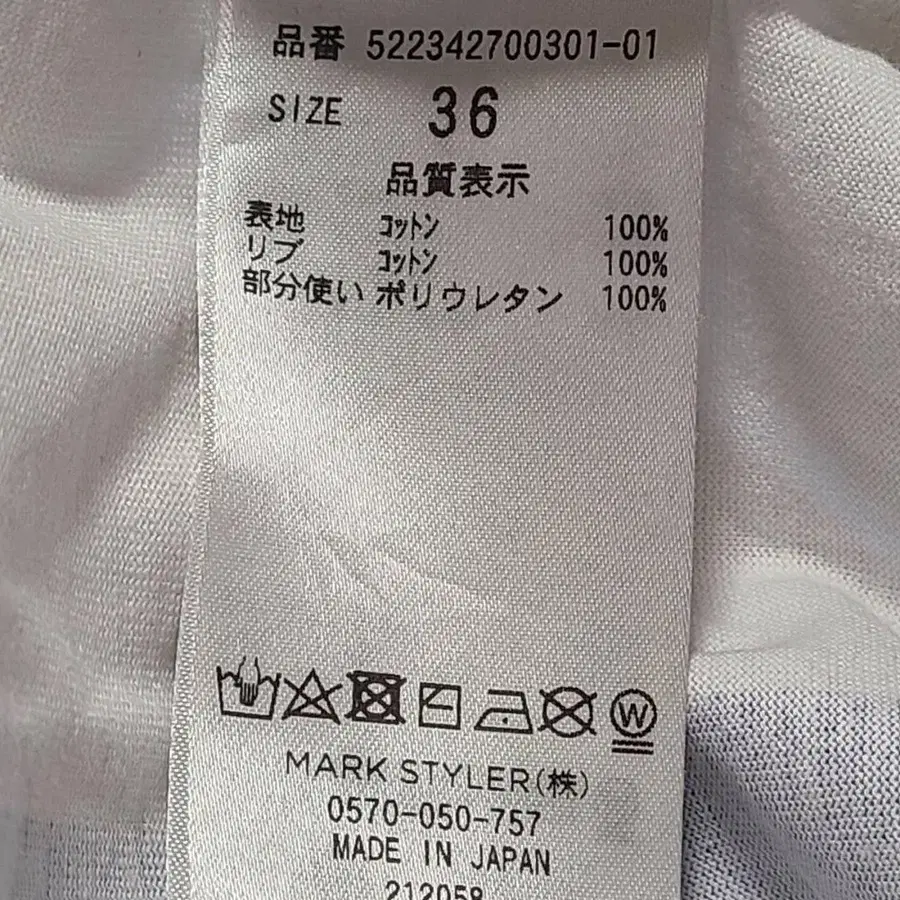 品番 522342700301-01
SIZE 36
品質表示
表地 ｺｯﾄﾝ 100%
リブ ｺｯﾄﾝ 100%
部分使い ポリウレタン 100%
W
MARK STYLER(株)
0570-050-757
MADE IN JAPAN
212058